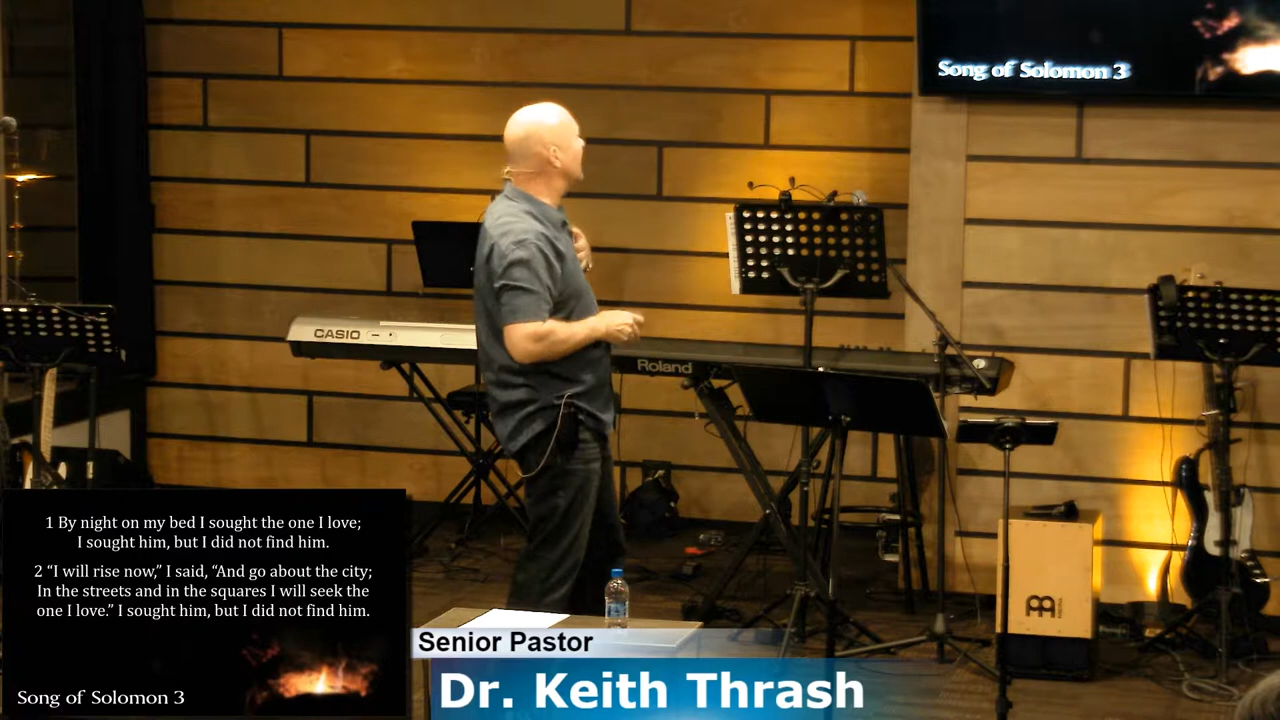 Song of Solomon 3
CASIO
Roland
1 By night on my bed I sought the one I love;
I sought him, but I did not find him.
2 “I will rise now,” I said, “And go about the city;
In the streets and in the squares I will seek the
one I love.” I sought him, but I did not find him.
Song of Solomon 3
Senior Pastor
Dr. Keith Thrash